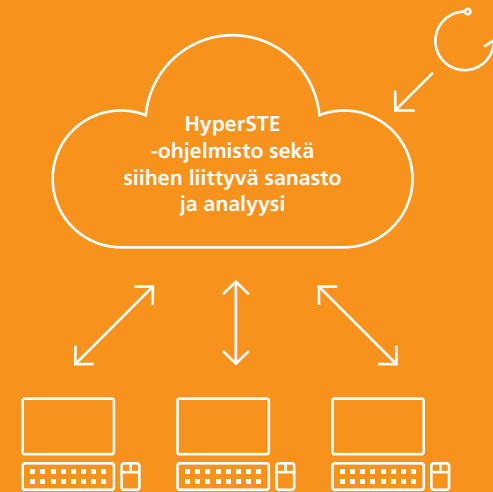 HyperSTE
-ohjelmisto sekä
siihen liittyvä sanasto
ja analyysi